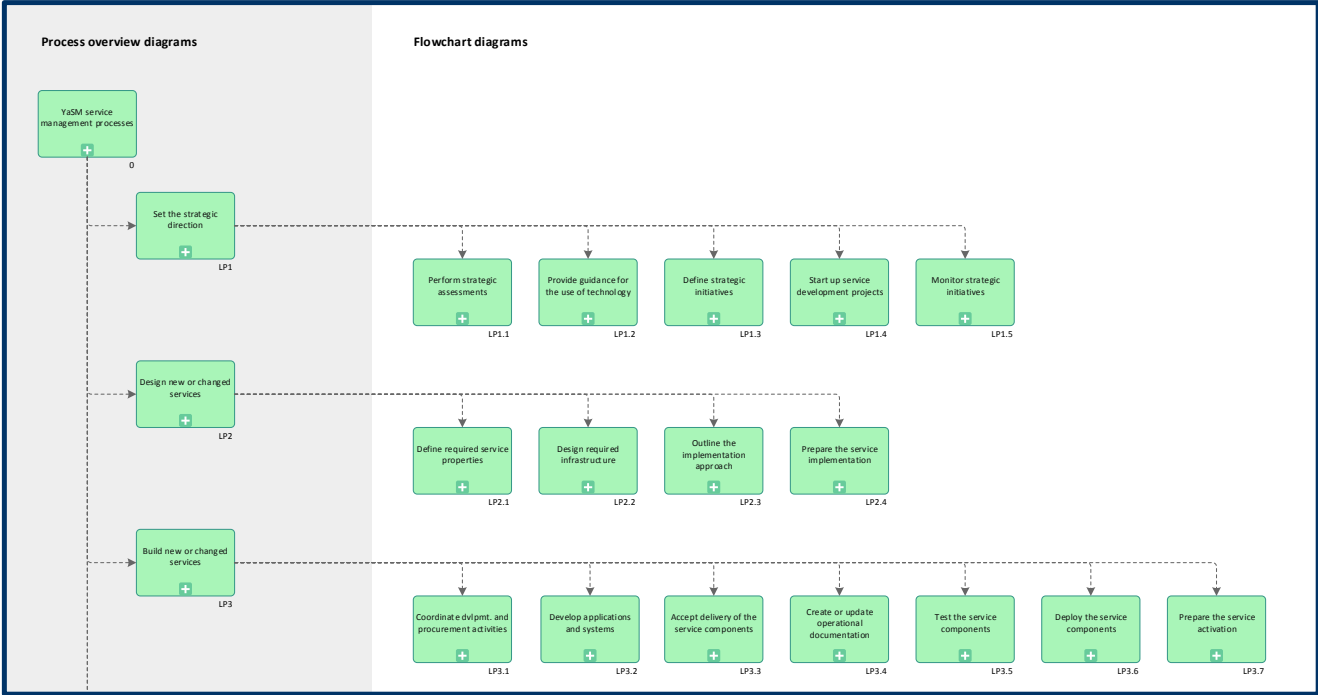 Process overview diagrams
Flowchart diagrams
YaSM service
management processes
0
Set the strategic
direction
LP1
Perform strategic
assessments
LP1.1
Provide guidance for
the use of technology
LP1.2
Define strategic
initiatives
LP1.3
Start up service
development projects
LP1.4
Monitor strategic
initiatives
LP1.5
Design new or changed
services
LP2
Define required service
properties
LP2.1
Design required
infrastructure
LP2.2
Outline the
implementation
approach
LP2.3
Prepare the service
implementation
LP2.4
Build new or changed
services
LP3
Coordinate dvlpmt. and
procurement activities
LP3.1
Develop applications
and systems
LP3.2
Accept delivery of the
service components
LP3.3
Create or update
operational
documentation
LP3.4
Test the service
components
LP3.5
Deploy the service
components
LP3.6
Prepare the service
activation
LP3.7